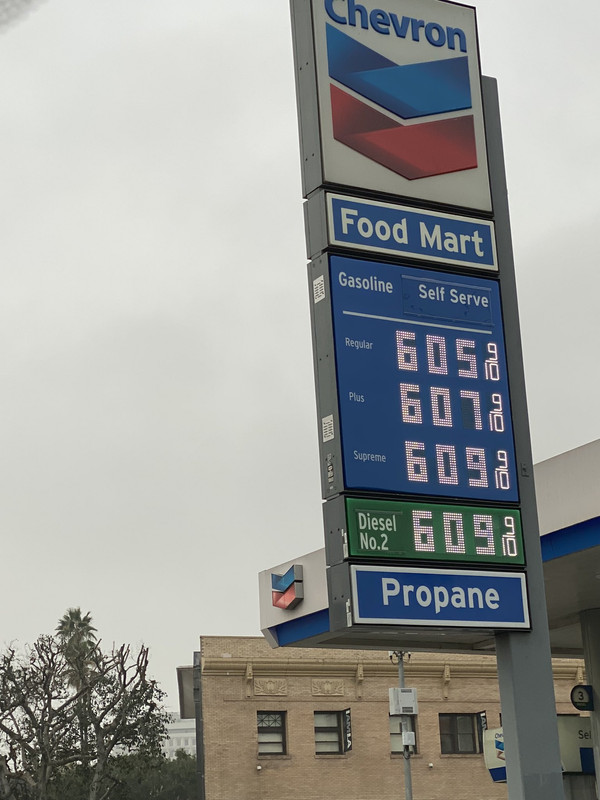 Chevron
Food Mart
Gasoline Self Serve
Regular 605 9/10
Plus 607 9/10
Supreme 609 9/10
Diesel No.2 609 9/10
Propane
3